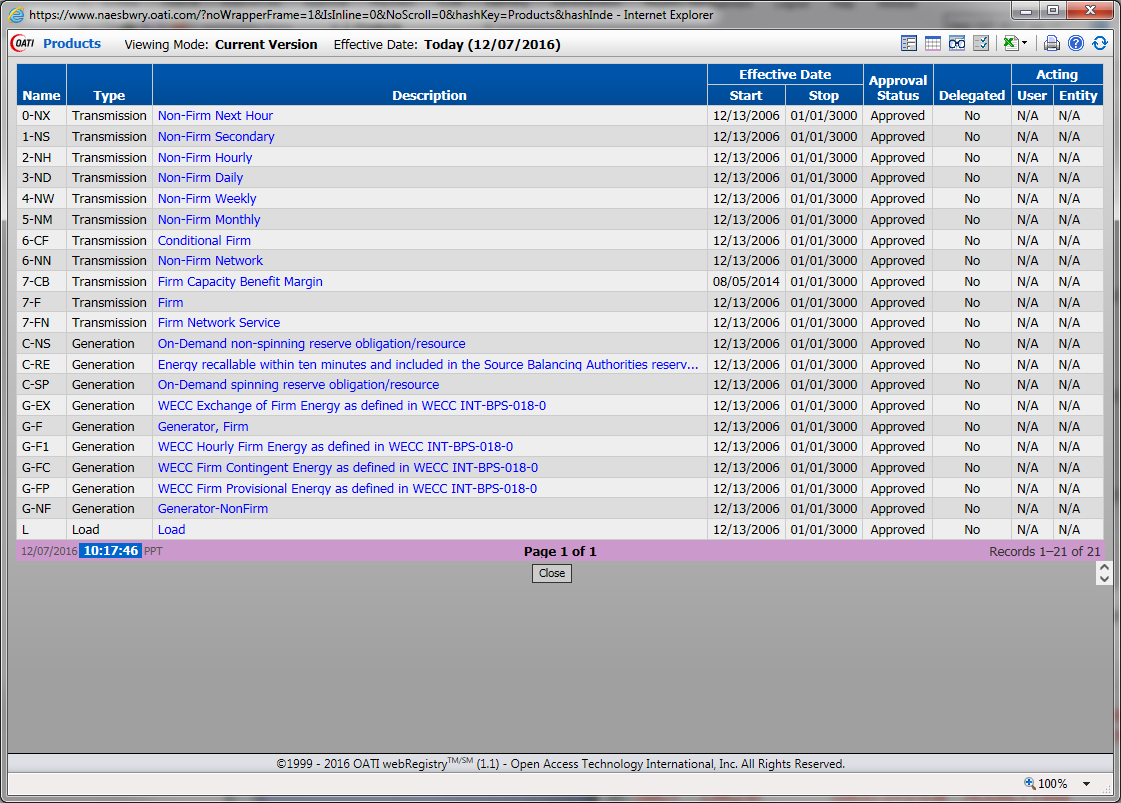 https://www.naesbwry.oati.com/?noWrapperFrame=1&IsInline=0&NoScroll=0&hashKey=Products&hashInde - Internet Explorer
OATI Products Viewing Mode: Current Version Effective Date: Today (12/07/2016)
Effective Date Acting
Name Type Description Start Stop Approval Status Delegated User Entity
0-NX Transmission Non-Firm Next Hour 12/13/2006 01/01/3000 Approved No N/A N/A
1-NS Transmission Non-Firm Secondary 12/13/2006 01/01/3000 Approved No N/A N/A
2-NH Transmission Non-Firm Hourly 12/13/2006 01/01/3000 Approved No N/A N/A
3-ND Transmission Non-Firm Daily 12/13/2006 01/01/3000 Approved No N/A N/A
4-NW Transmission Non-Firm Weekly 12/13/2006 01/01/3000 Approved No N/A N/A
5-NM Transmission Non-Firm Monthly 12/13/2006 01/01/3000 Approved No N/A N/A
6-CF Transmission Conditional Firm 12/13/2006 01/01/3000 Approved No N/A N/A
6-NN Transmission Non-Firm Network 12/13/2006 01/01/3000 Approved No N/A N/A
7-CB Transmission Firm Capacity Benefit Margin 08/05/2014 01/01/3000 Approved No N/A N/A
7-F Transmission Firm 12/13/2006 01/01/3000 Approved No N/A N/A
7-FN Transmission Firm Network Service 12/13/2006 01/01/3000 Approved No N/A N/A
C-NS Generation On-Demand non-spinning reserve obligation/resource 12/13/2006 01/01/3000 Approved No N/A N/A
C-RE Generation Energy recallable within ten minutes and included in the Source Balancing Authorities reserv... 12/13/2006 01/01/3000 Approved No N/A N/A
C-SP Generation On-Demand spinning reserve obligation/resource 12/13/2006 01/01/3000 Approved No N/A N/A
G-EX Generation WECC Exchange of Firm Energy as defined in WECC INT-BPS-018-0 12/13/2006 01/01/3000 Approved No N/A N/A
G-F Generation Generator, Firm 12/13/2006 01/01/3000 Approved No N/A N/A
G-F1 Generation WECC Hourly Firm Energy as defined in WECC INT-BPS-018-0 12/13/2006 01/01/3000 Approved No N/A N/A
G-FC Generation WECC Firm Contingent Energy as defined in WECC INT-BPS-018-0 12/13/2006 01/01/3000 Approved No N/A N/A
G-FP Generation WECC Firm Provisional Energy as defined in WECC INT-BPS-018-0 12/13/2006 01/01/3000 Approved No N/A N/A
G-NF Generation Generator-NonFirm 12/13/2006 01/01/3000 Approved No N/A N/A
L Load Load 12/13/2006 01/01/3000 Approved No N/A N/A
12/07/2016 10:17:46 PPT Page 1 of 1 Records 1–21 of 21
Close
©1999 - 2016 OATI webRegistry™/SM (1.1) - Open Access Technology International, Inc. All Rights Reserved.
100%